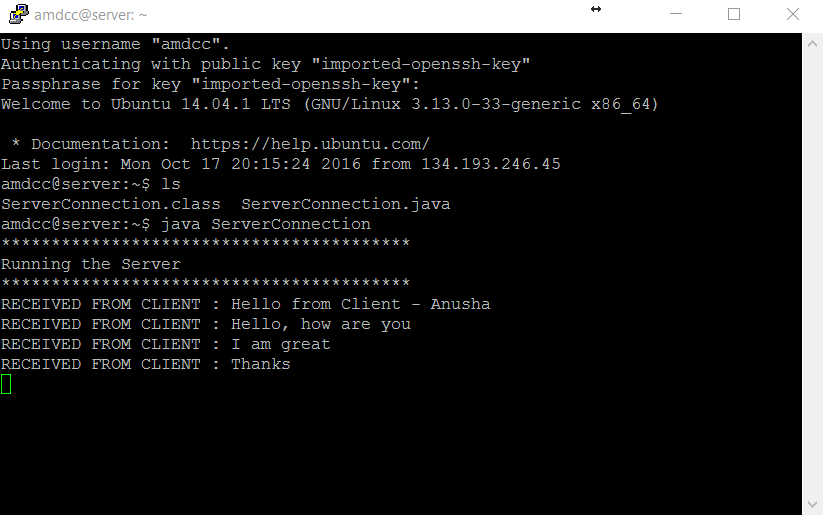 amdcc@server: ~
Using username "amdcc".
Authenticating with public key "imported-openssh-key"
Passphrase for key "imported-openssh-key":
Welcome to Ubuntu 14.04.1 LTS (GNU/Linux 3.13.0-33-generic x86_64)
 * Documentation:  https://help.ubuntu.com/
Last login: Mon Oct 17 20:15:24 2016 from 134.193.246.45
amdcc@server:~$ ls
ServerConnection.class  ServerConnection.java
amdcc@server:~$ java ServerConnection
*****************************************
Running the Server
*****************************************
RECEIVED FROM CLIENT : Hello from Client - Anusha
RECEIVED FROM CLIENT : Hello, how are you
RECEIVED FROM CLIENT : I am great
RECEIVED FROM CLIENT : Thanks